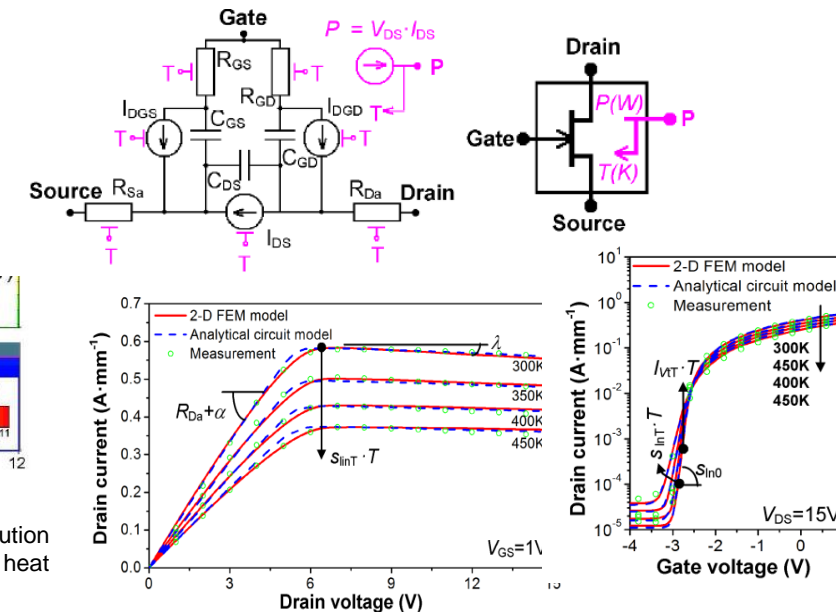 Gate
P = V_DS·I_DS
R_GS
T
T
P
R_GD
T
I_DGS
C_GS
I_DGD
T
T
C_GD
C_DS
Source
R_Sa
R_Da
Drain
I_DS
T
T
T
Drain
P(W)
P
Gate
T(K)
Source
12
ution
heat
0.7
0.6
0.5
0.4
0.3
0.2
0.1
0.0
Drain current (A·mm⁻¹)
2-D FEM model
Analytical circuit model
Measurement
λ
300K
350K
400K
450K
R_Da+α
s_linT·T
V_GS=1V
0 3 6 9 12
Drain voltage (V)
10¹
10⁰
10⁻¹
10⁻²
10⁻³
10⁻⁴
10⁻⁵
Drain current (A·mm⁻¹)
2-D FEM model
Analytical circuit model
Measurement
300K
450K
400K
450K
I_VtT·T
s_lnT·T
s_ln0
V_DS=15V
-4 -3 -2 -1 0
Gate voltage (V)